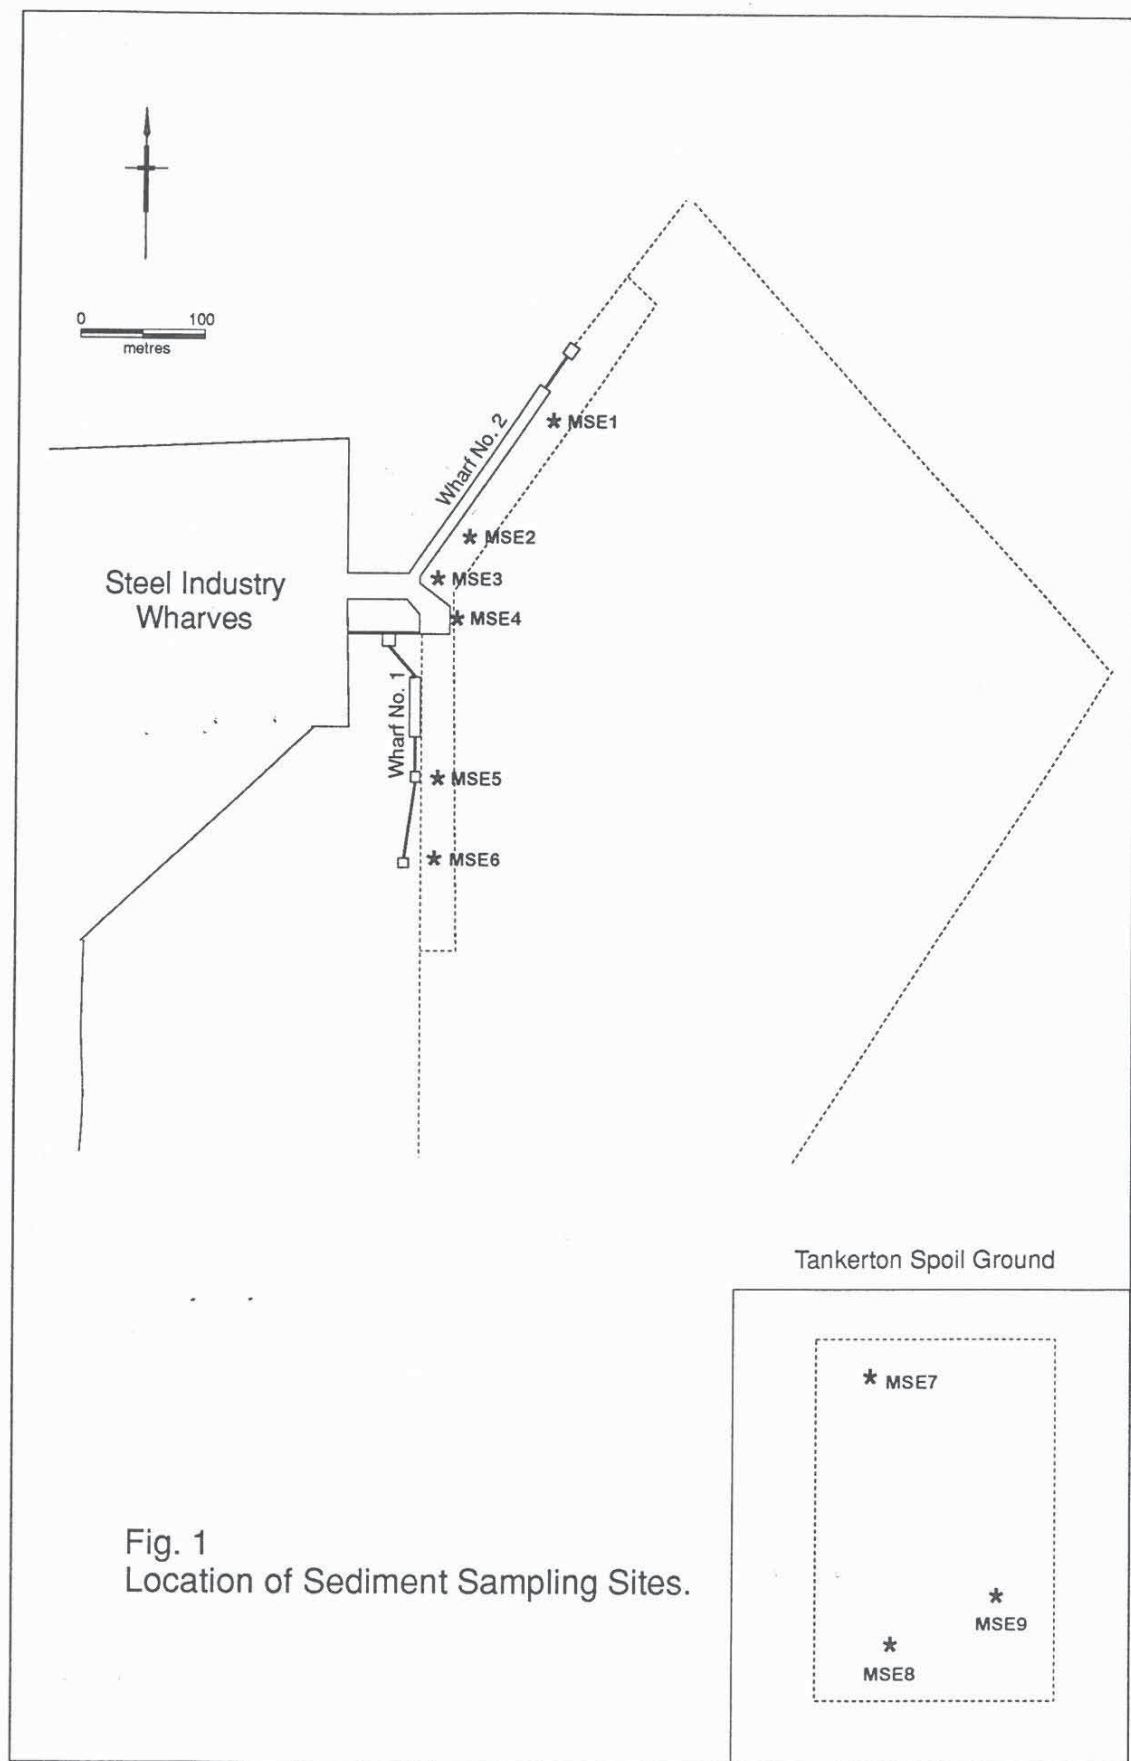 0 100
metres
Wharf No. 2
MSE1
MSE2
MSE3
MSE4
Steel Industry
Wharves
Wharf No. 1
MSE5
MSE6
Tankerton Spoil Ground
MSE7
MSE9
MSE8
Fig. 1
Location of Sediment Sampling Sites.